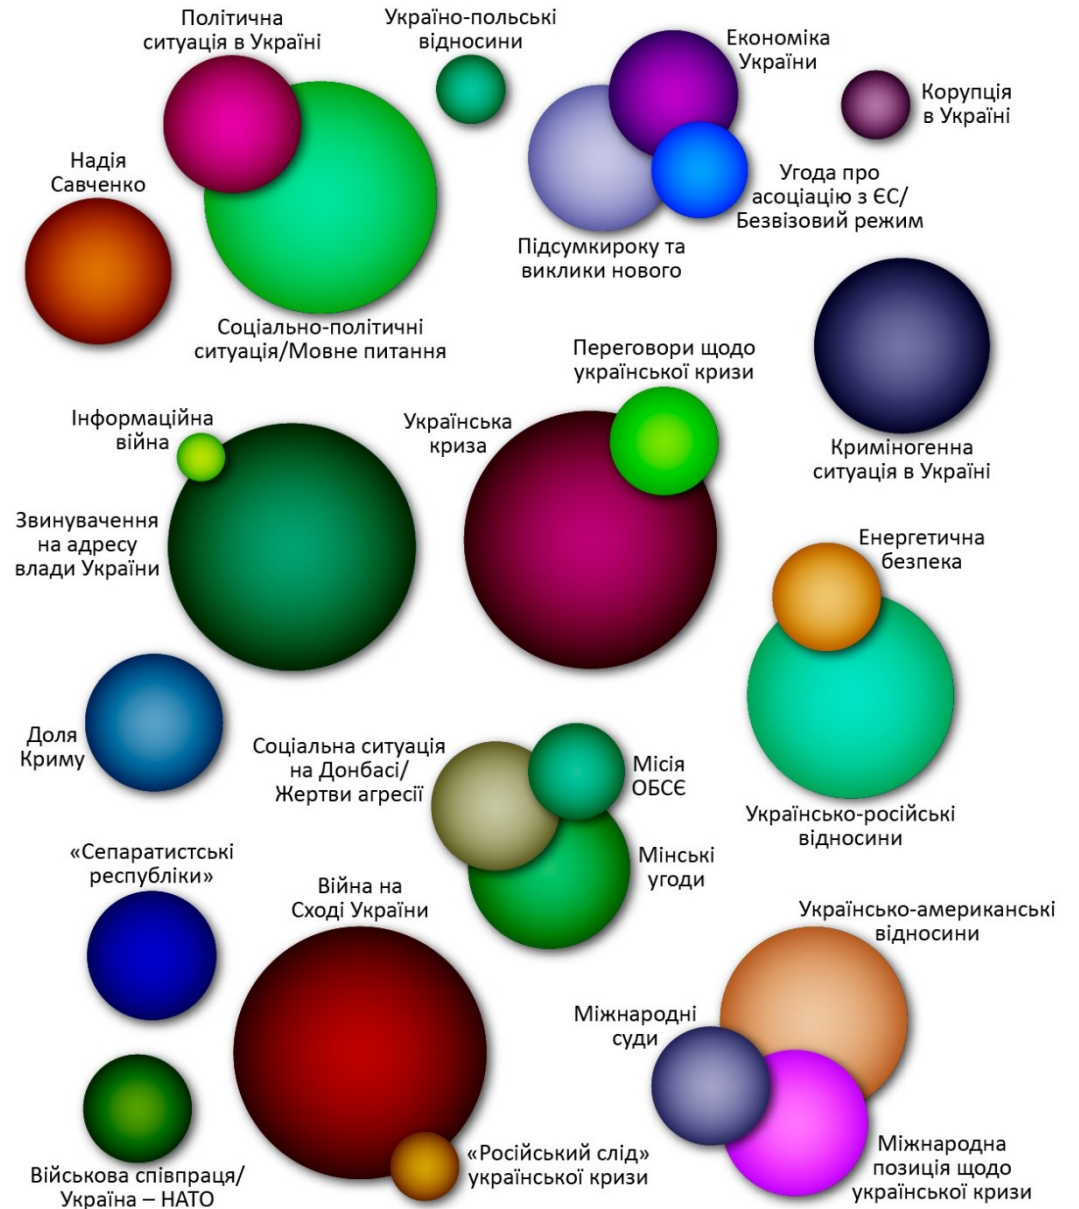 Політична
ситуація в Україні
Україно-польські
відносини
Економіка
України
Корупція
в Україні
Надія
Савченко
Угода про
асоціацію з ЄС/
Безвізовий режим
Підсумкироку та
виклики нового
Соціально-політичні
ситуація/Мовне питання
Переговори щодо
української кризи
Інформаційна
війна
Українська
криза
Криміногенна
ситуація в Україні
Звинувачення
на адресу
влади України
Енергетична
безпека
Доля
Криму
Соціальна ситуація
на Донбасі/
Жертви агресії
Місія
ОБСЄ
Українсько-російські
відносини
«Сепаратистські
республіки»
Мінські
угоди
Війна на
Сході України
Українсько-американські
відносини
Міжнародні
суди
«Російський слід»
української кризи
Міжнародна
позиція щодо
української кризи
Військова співпраця/
Україна – НАТО